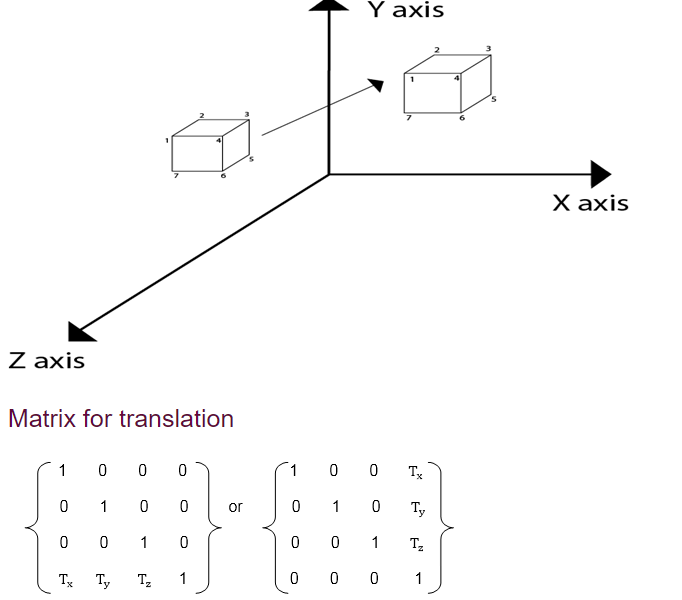 Y axis
2 3
1 4
5
7 6
2 3
1 4
5
7 6
X axis
Z axis
Matrix for translation
1 0 0 0
0 1 0 0
0 0 1 0
Tx Ty Tz 1
or
1 0 0 Tx
0 1 0 Ty
0 0 1 Tz
0 0 0 1